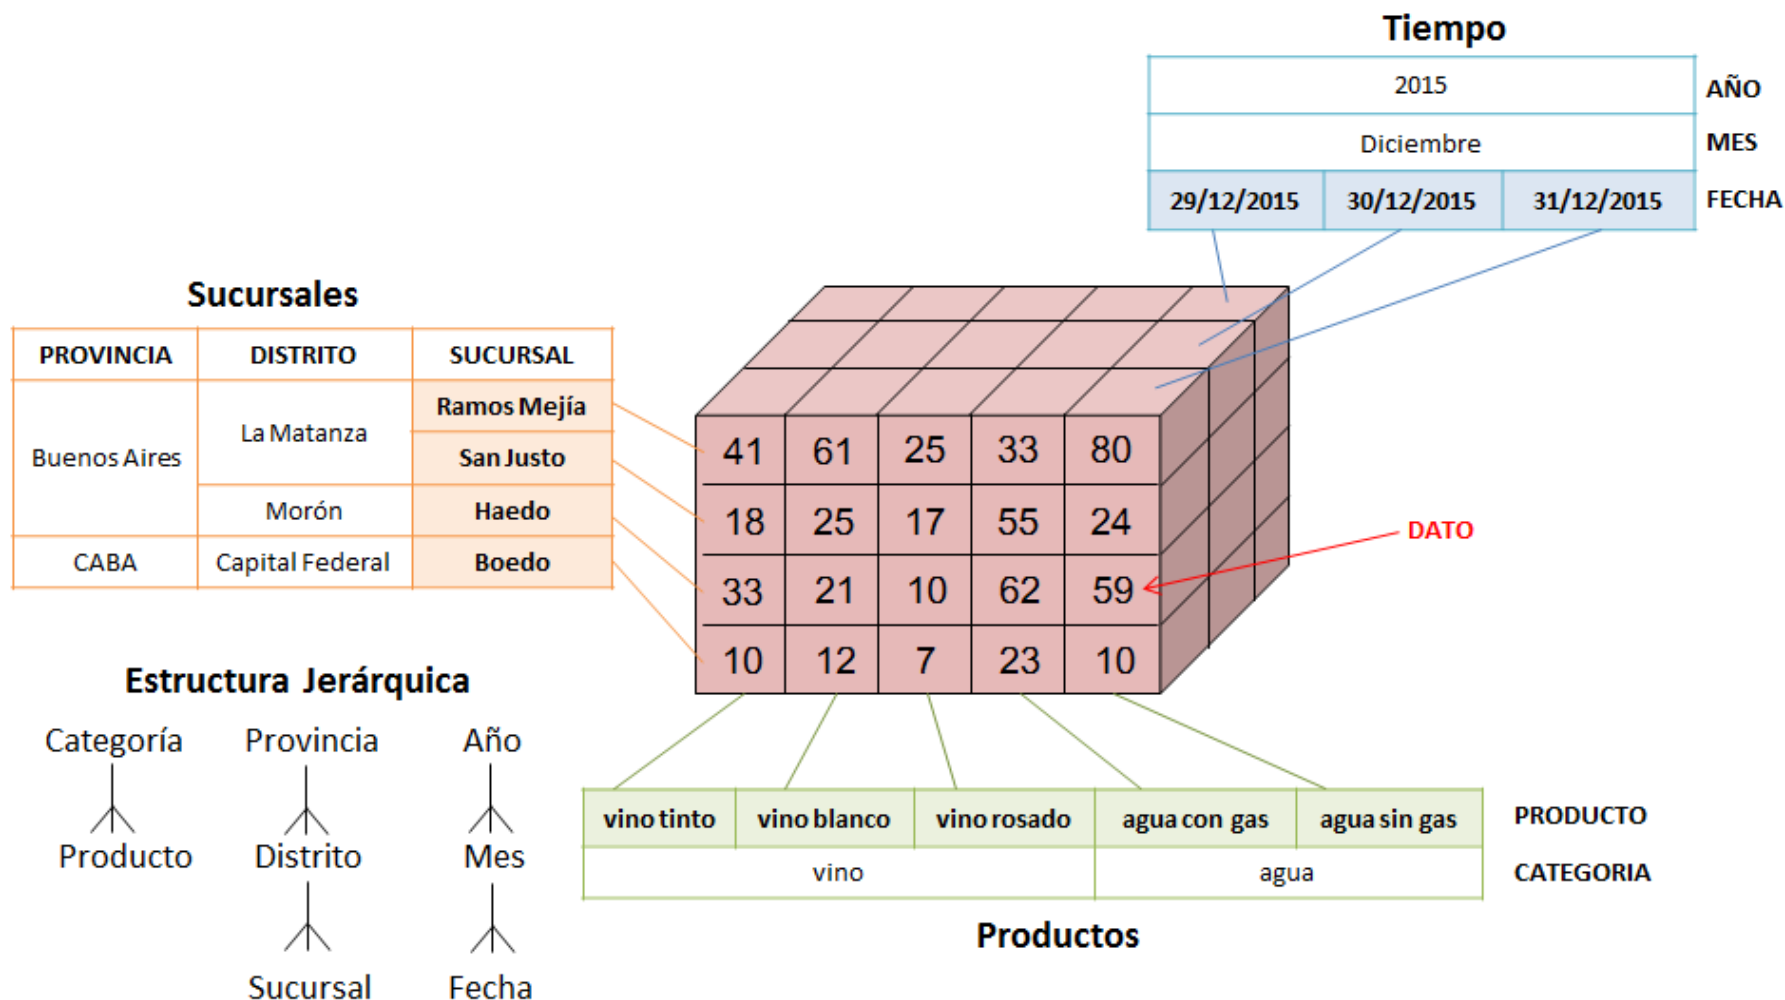 Tiempo
2015 AÑO
Diciembre MES
29/12/2015 30/12/2015 31/12/2015 FECHA
Sucursales
PROVINCIA DISTRITO SUCURSAL
Buenos Aires La Matanza Ramos Mejía
San Justo
Morón Haedo
CABA Capital Federal Boedo
41 61 25 33 80
18 25 17 55 24
33 21 10 62 59
10 12 7 23 10
DATO
Estructura Jerárquica
Categoría Provincia Año
Producto Distrito Mes
Sucursal Fecha
vino tinto vino blanco vino rosado agua con gas agua sin gas PRODUCTO
vino agua CATEGORIA
Productos